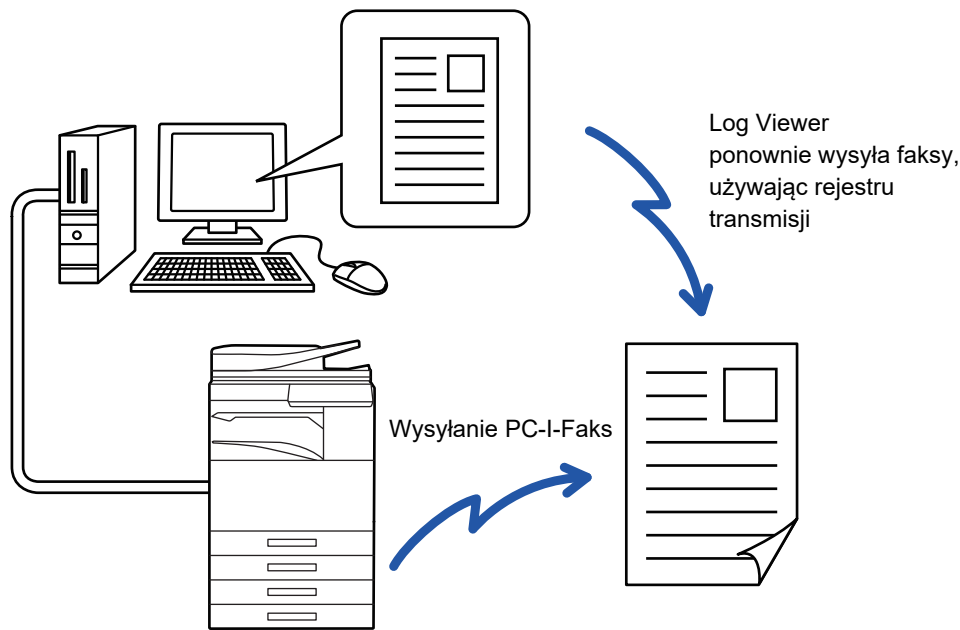 Log Viewer
ponownie wysyła faksy,
używając rejestru
transmisji
Wysyłanie PC-I-Faks